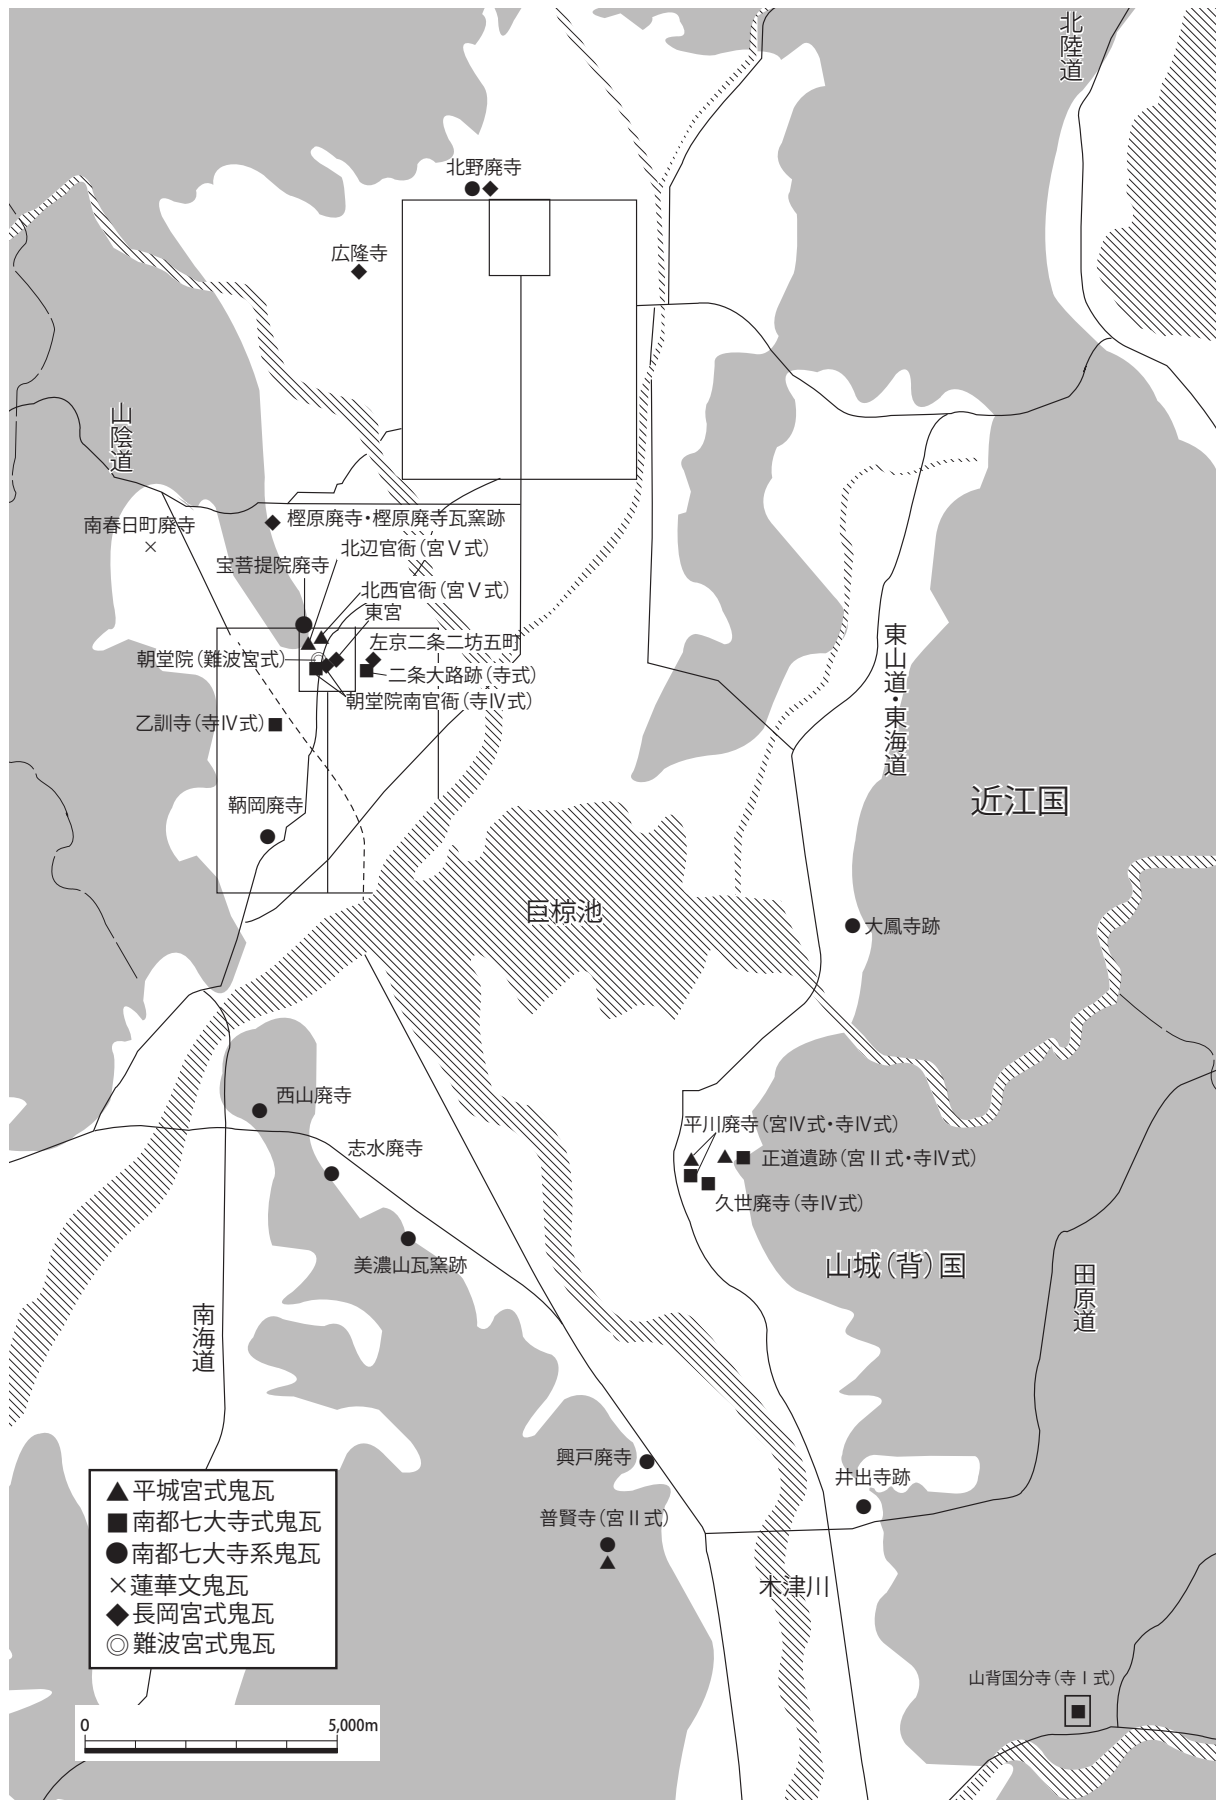 北陸道
北野廃寺
広隆寺
山陰道
南春日町廃寺
樫原廃寺・樫原廃寺瓦窯跡
北辺官衙(宮Ⅴ式)
宝菩提院廃寺
北西官衙(宮Ⅴ式)
東宮
左京二条二坊五町
朝堂院(難波宮式)
二条大路跡(寺式)
朝堂院南官衙(寺Ⅳ式)
乙訓寺(寺Ⅳ式)
鞆岡廃寺
東山道・東海道
近江国
巨椋池
大鳳寺跡
西山廃寺
志水廃寺
平川廃寺(宮Ⅳ式・寺Ⅳ式)
正道遺跡(宮Ⅱ式・寺Ⅳ式)
久世廃寺(寺Ⅳ式)
美濃山瓦窯跡
山城(背)国
田原道
南海道
興戸廃寺
井出寺跡
普賢寺(宮Ⅱ式)
木津川
山背国分寺(寺Ⅰ式)
▲平城宮式鬼瓦
■南都七大寺式鬼瓦
●南都七大寺系鬼瓦
×蓮華文鬼瓦
◆長岡宮式鬼瓦
◎難波宮式鬼瓦
0 5,000m